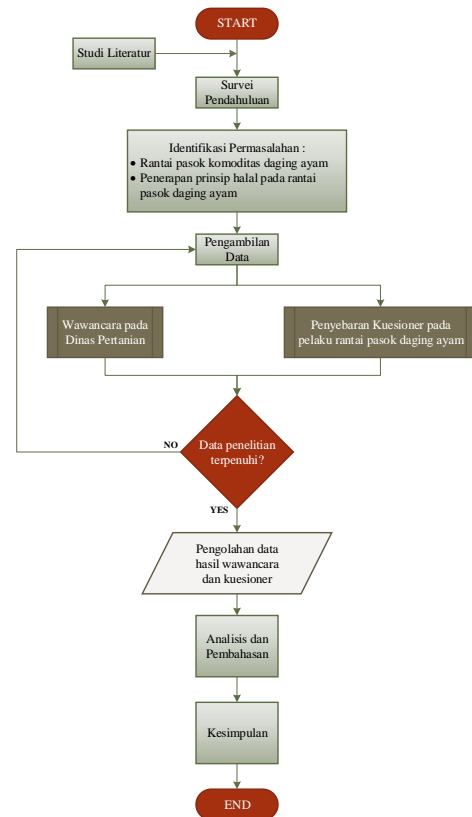 START
Studi Literatur
Survei
Pendahuluan
Identifikasi Permasalahan :
• Rantai pasok komoditas daging ayam
• Penerapan prinsip halal pada rantai
pasok daging ayam
Pengambilan
Data
Wawancara pada
Dinas Pertanian
Penyebaran Kuesioner pada
pelaku rantai pasok daging ayam
Data penelitian
terpenuhi?
NO
YES
Pengolahan data
hasil wawancara
dan kuesioner
Analisis dan
Pembahasan
Kesimpulan
END